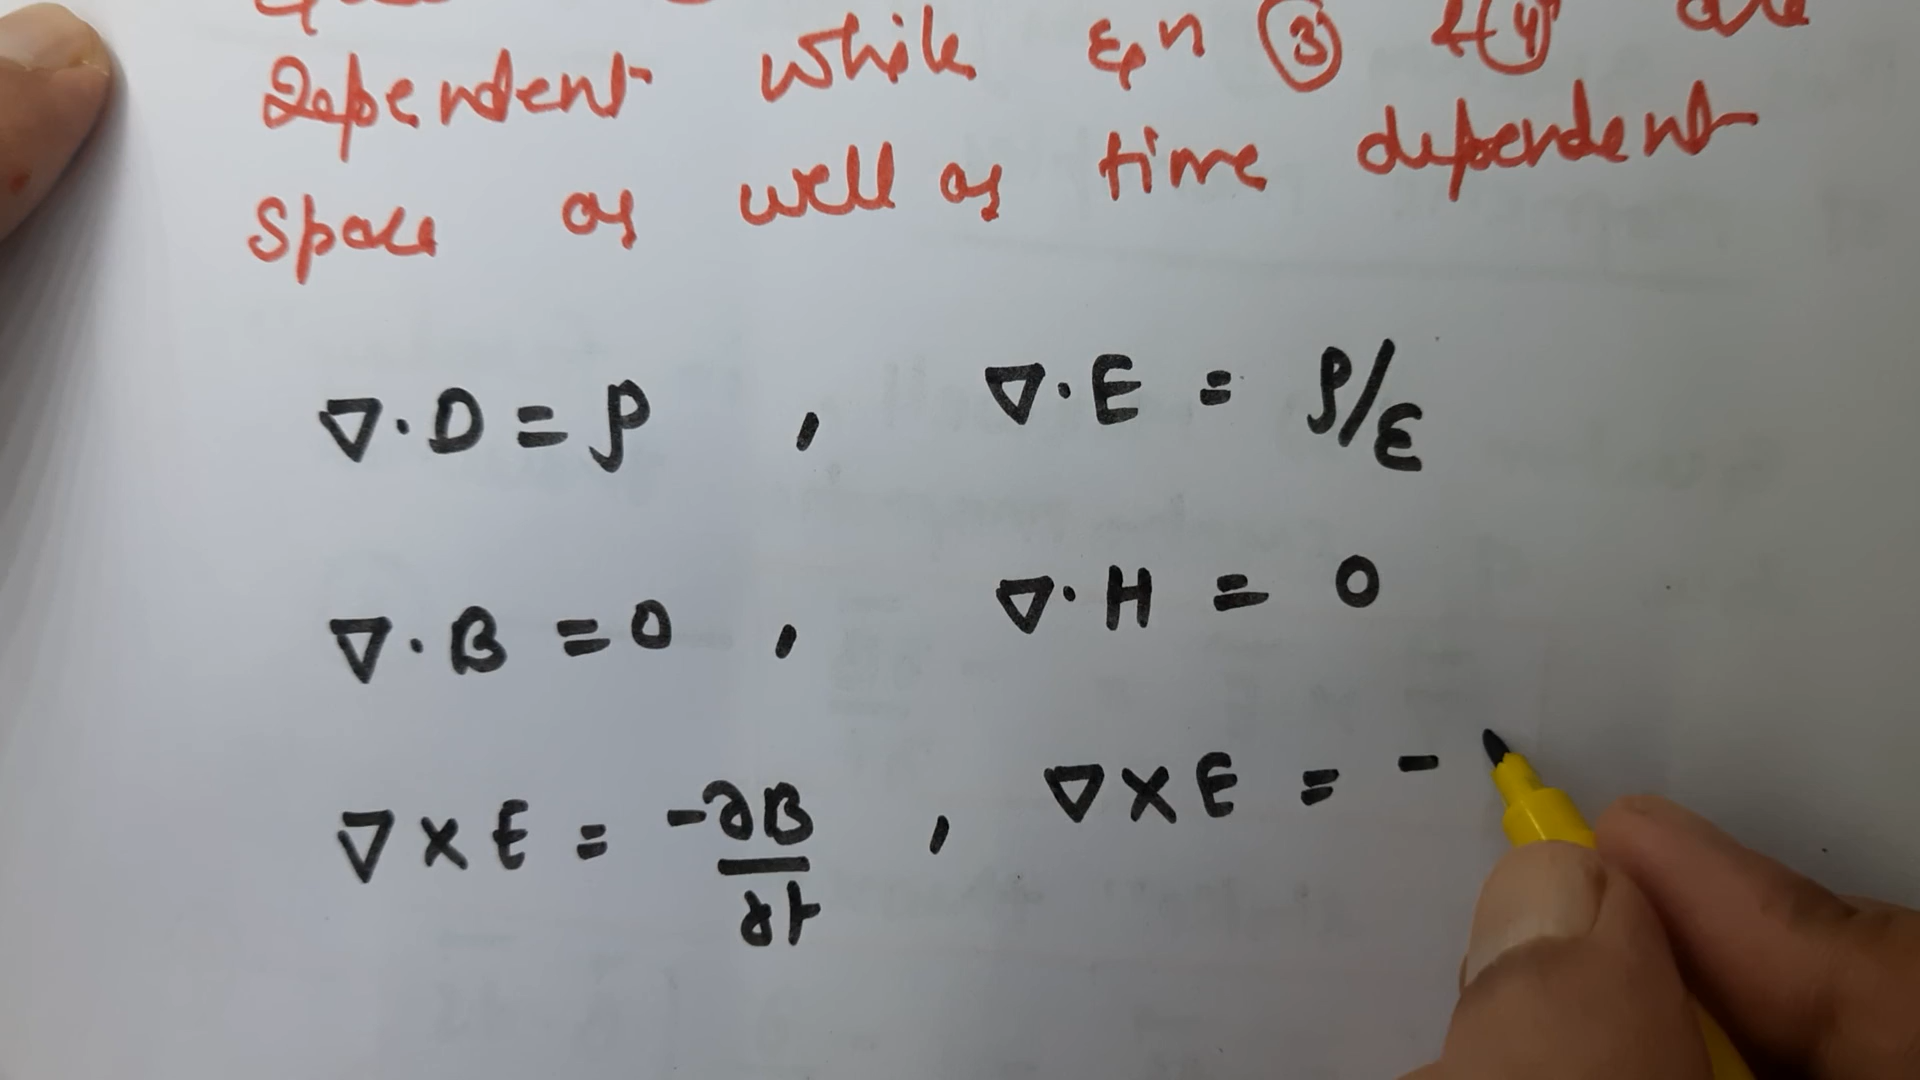 are
Dependent while Eqn ③ & ④
Space as well as time dependent
∇·D = ρ , ∇·E = ρ/ε
∇·B = 0 , ∇·H = 0
∇×E = -∂B/∂t , ∇×E = -